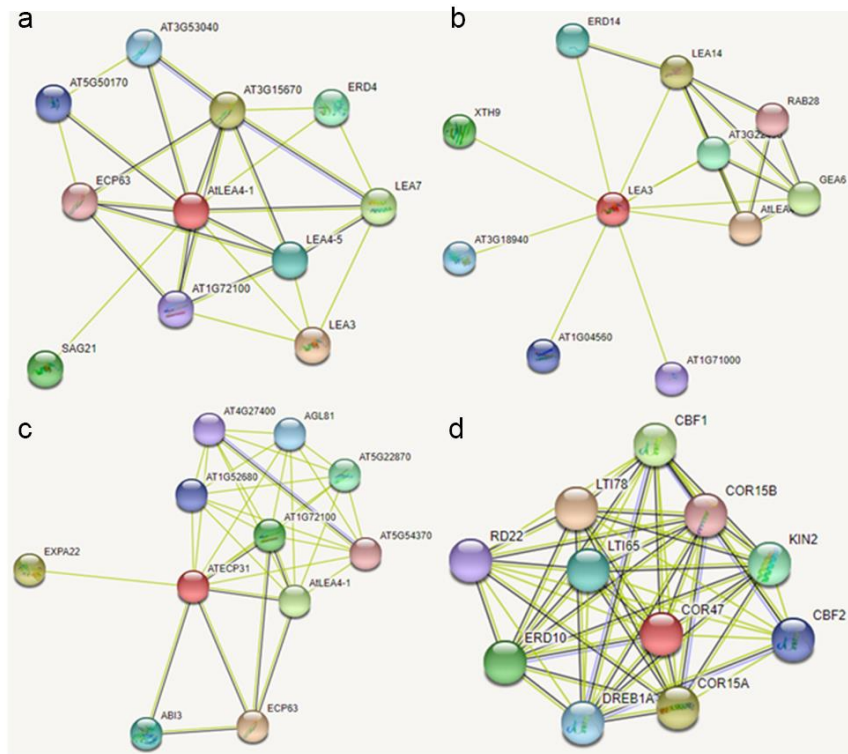 a
AT3G53040
AT5G50170
AT3G15670
ERD4
ECP63
AtLEA4-1
LEA7
LEA4-5
AT1G72100
LEA3
SAG21
b
ERD14
LEA14
XTH9
RAB28
LEA3
GEA6
AT3G18940
AT1G04560
AT1G71000
c
AT4G27400
AGL81
AT5G22870
AT1G52680
AT1G72100
AT5G54370
EXPA22
ATECP31
AtLEA4-1
ABI3
ECP63
d
CBF1
LTI78
COR15B
RD22
LTI65
KIN2
COR47
CBF2
ERD10
DREB1A
COR15A